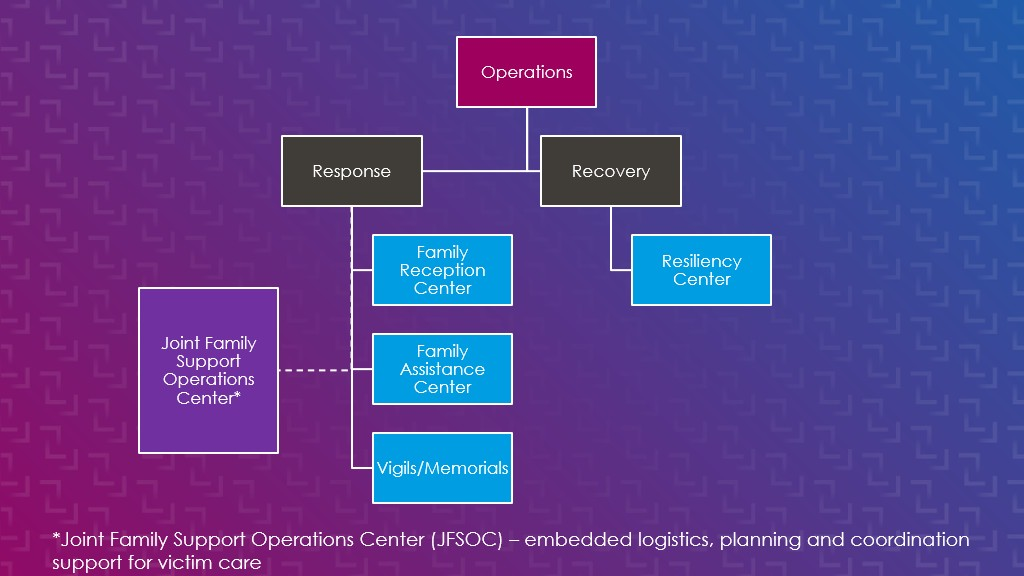 Operations
Response
Recovery
Family
Reception
Center
Resiliency
Center
Joint Family
Support
Operations
Center*
Family
Assistance
Center
Vigils/Memorials
*Joint Family Support Operations Center (JFSOC) – embedded logistics, planning and coordination
support for victim care